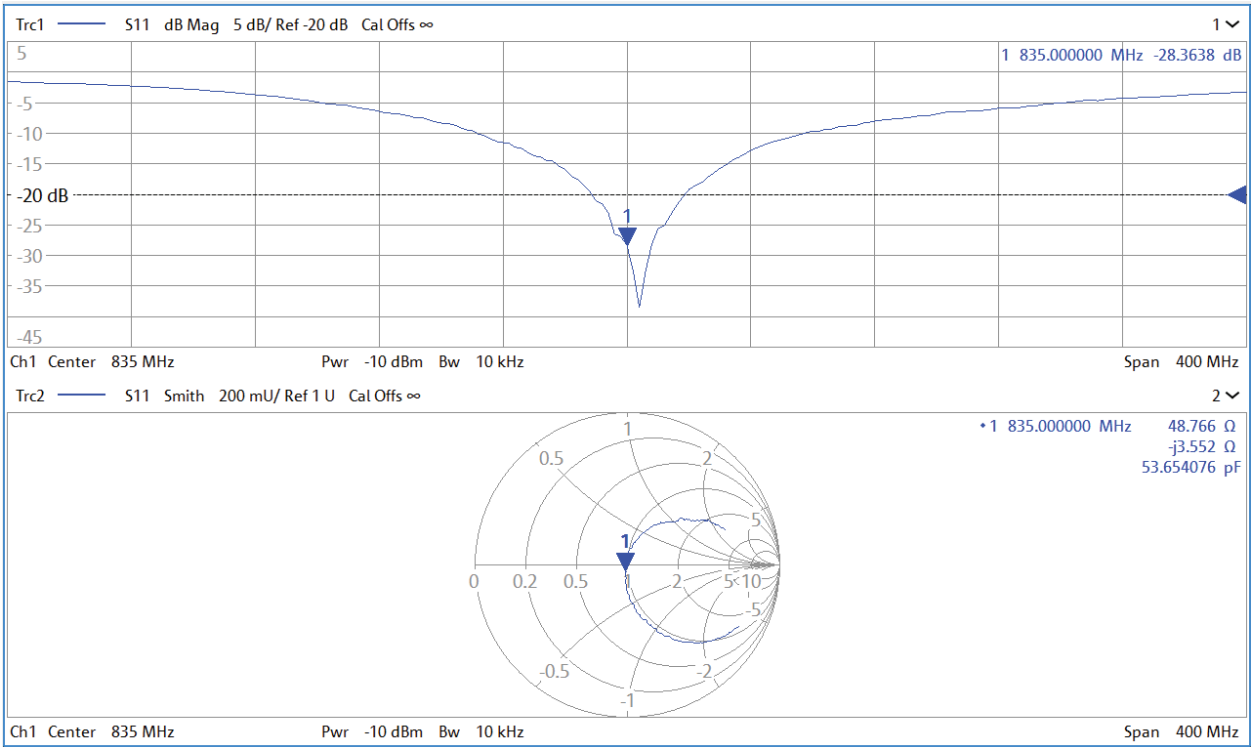 Trc1 S11 dB Mag 5 dB/ Ref -20 dB Cal Offs ∞ 1
5
1 835.000000 MHz -28.3638 dB
-5
-10
-15
-20 dB
1
-25
-30
-35
-45
Ch1 Center 835 MHz Pwr -10 dBm Bw 10 kHz Span 400 MHz
Trc2 S11 Smith 200 mU/ Ref 1 U Cal Offs ∞ 2
•1 835.000000 MHz 48.766 Ω
-j3.552 Ω
53.654076 pF
1
0.5 2
5
1
0 0.2 0.5 1 2 5 10
-5
-0.5 -2
-1
Ch1 Center 835 MHz Pwr -10 dBm Bw 10 kHz Span 400 MHz